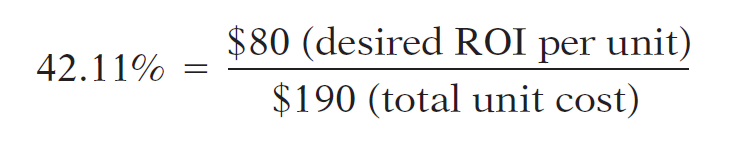 42.11% = $80 (desired ROI per unit)
$190 (total unit cost)